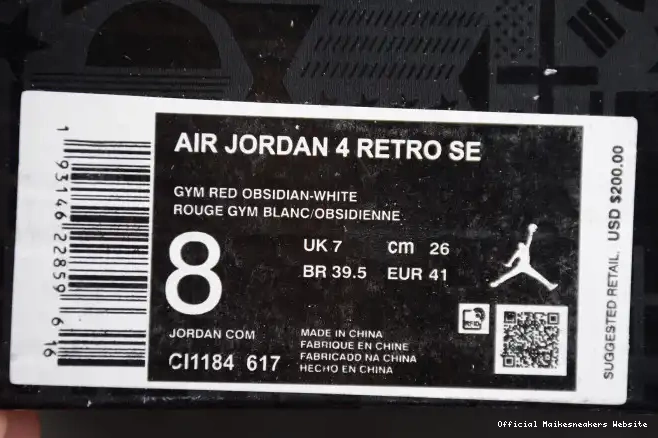 AIR JORDAN 4 RETRO SE
GYM RED OBSIDIAN-WHITE
ROUGE GYM BLANC/OBSIDIENNE
8
UK 7 cm 26
BR 39.5 EUR 41
JORDAN COM
CI1184 617
MADE IN CHINA
FABRIQUE EN CHINE
FABRICADO NA CHINA
HECHO EN CHINA
1 93146 22859 6 16
SUGGESTED RETAIL. USD $200.00
Official Maikesneakers Website